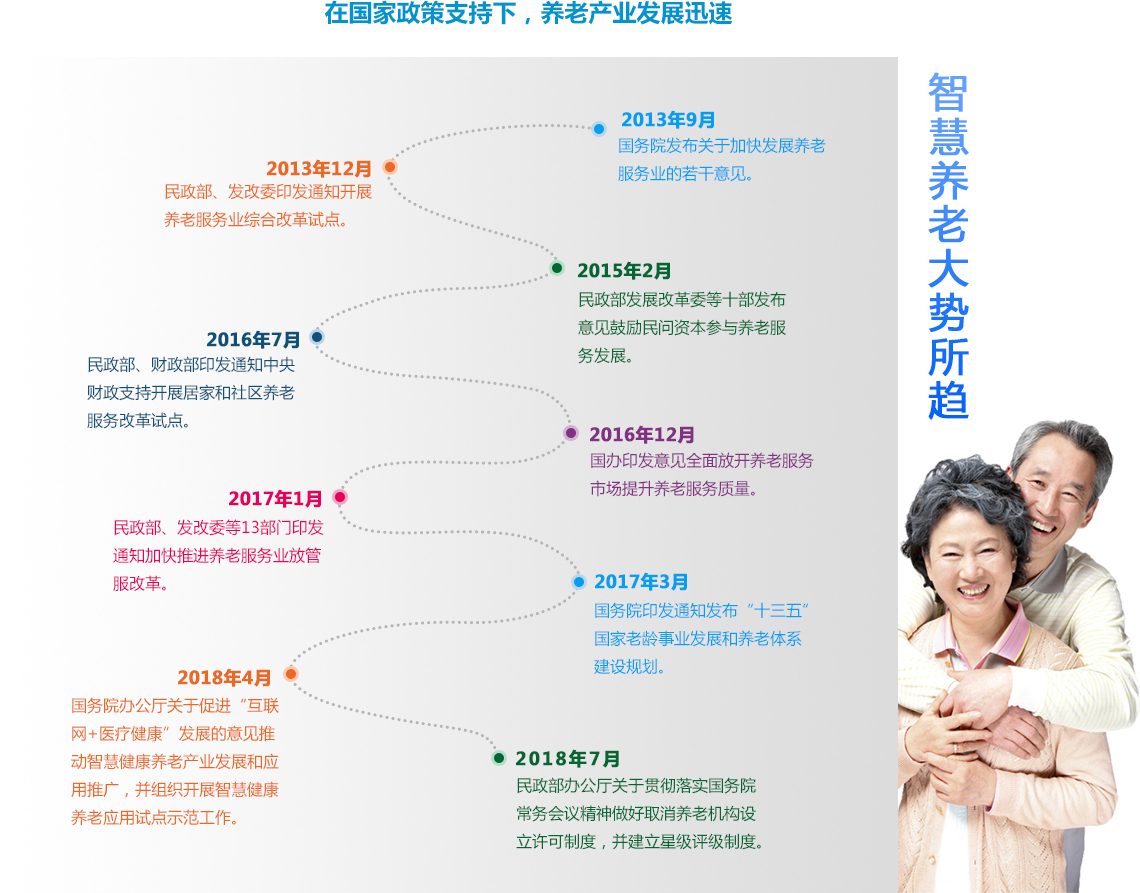 在国家政策支持下，养老产业发展迅速
2013年9月
国务院发布关于加快发展养老
服务业的若干意见。
2013年12月
民政部、发改委印发通知开展
养老服务业综合改革试点。
2015年2月
民政部发展改革委等十部发布
意见鼓励民问资本参与养老服
务发展。
2016年7月
民政部、财政部印发通知中央
财政支持开展居家和社区养老
服务改革试点。
2016年12月
国办印发意见全面放开养老服务
市场提升养老服务质量。
2017年1月
民政部、发改委等13部门印发
通知加快推进养老服务业放管
服改革。
2017年3月
国务院印发通知发布“十三五”
国家老龄事业发展和养老体系
建设规划。
2018年4月
国务院办公厅关于促进“互联
网+医疗健康”发展的意见推
动智慧健康养老产业发展和应
用推广，并组织开展智慧健康
养老应用试点示范工作。
2018年7月
民政部办公厅关于贯彻落实国务院
常务会议精神做好取消养老机构设
立许可制度，并建立星级评级制度。
智慧养老大势所趋